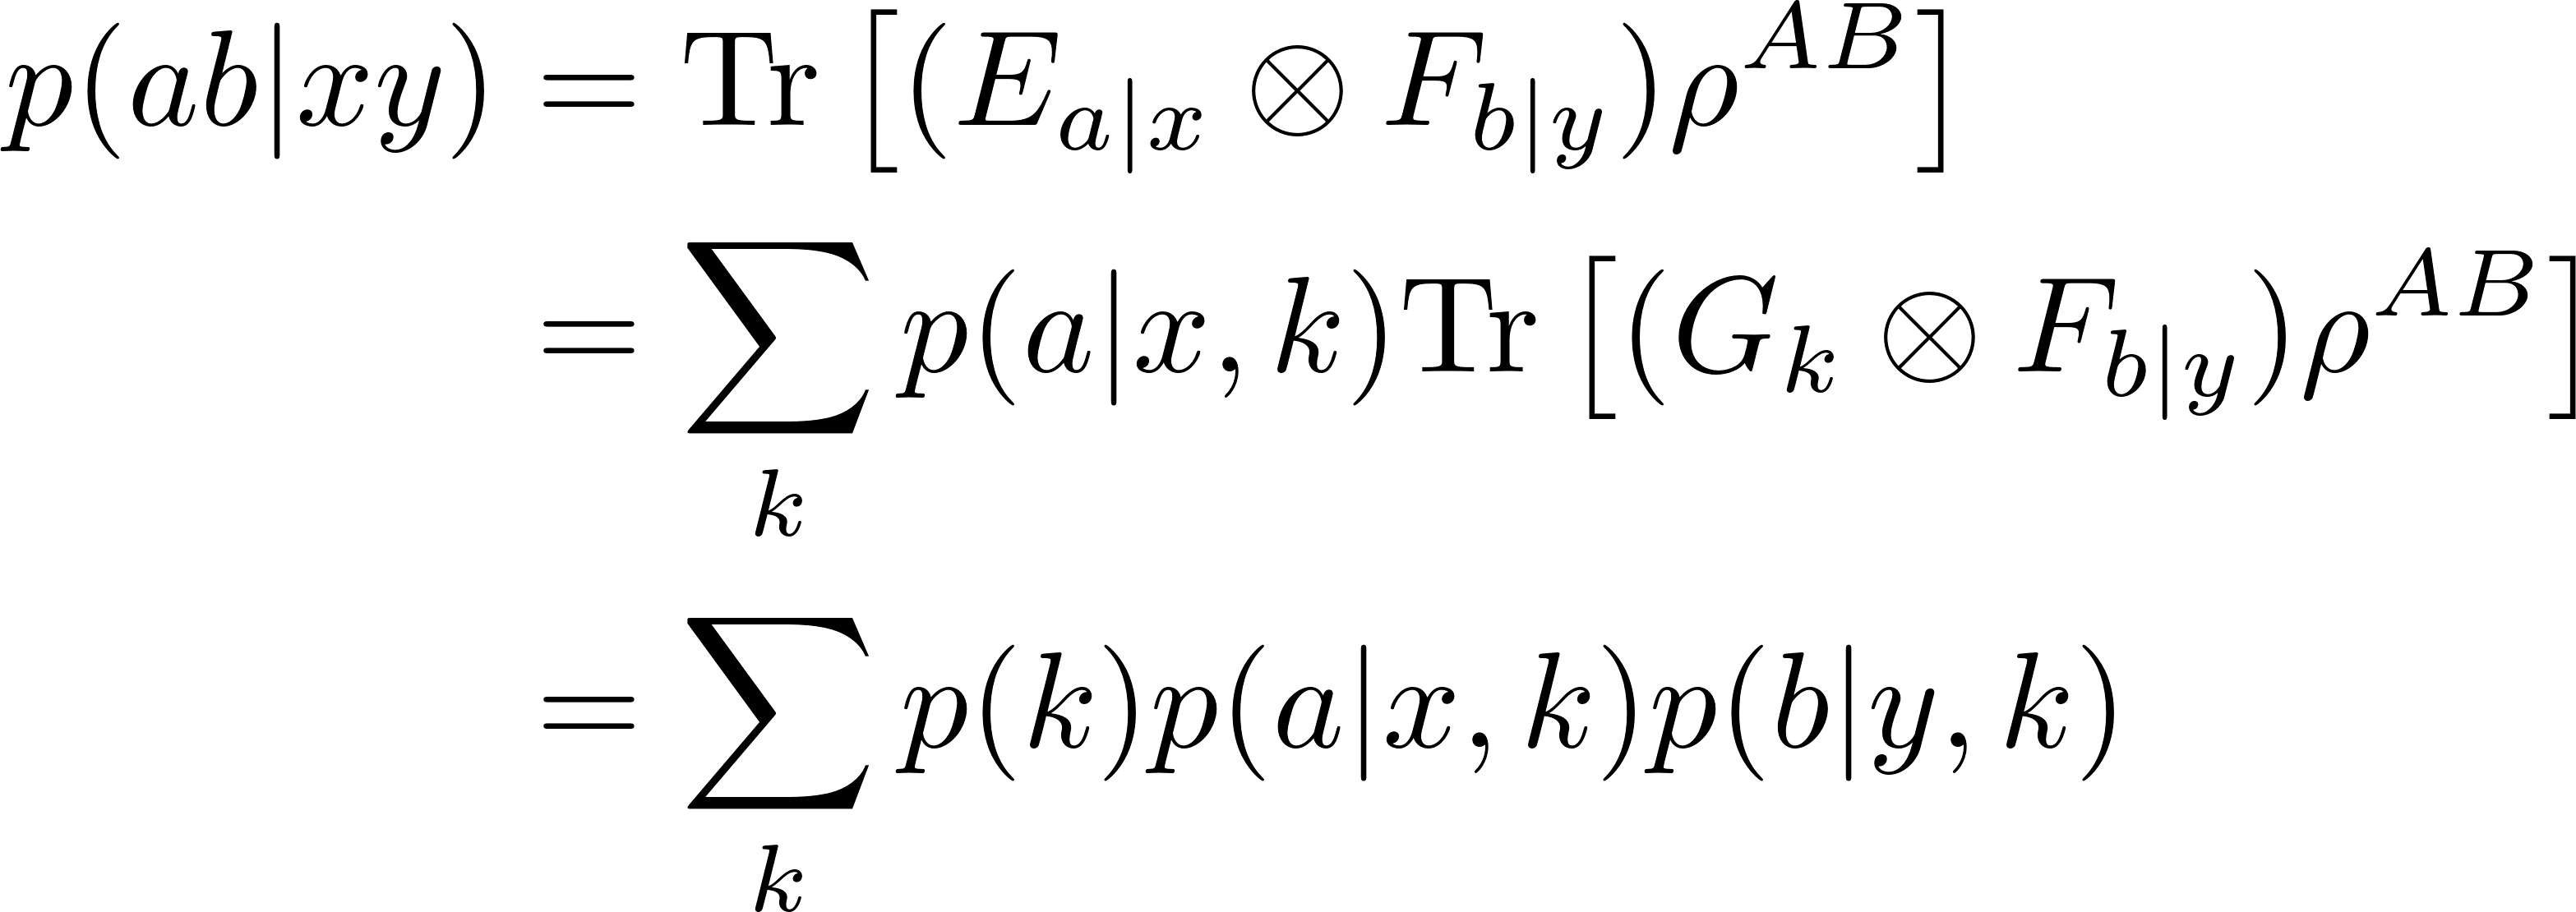 p(ab|xy) = Tr [(E_{a|x} ⊗ F_{b|y})ρ^{AB}]
= ∑_k p(a|x, k)Tr [(G_k ⊗ F_{b|y})ρ^{AB}]
= ∑_k p(k)p(a|x, k)p(b|y, k)